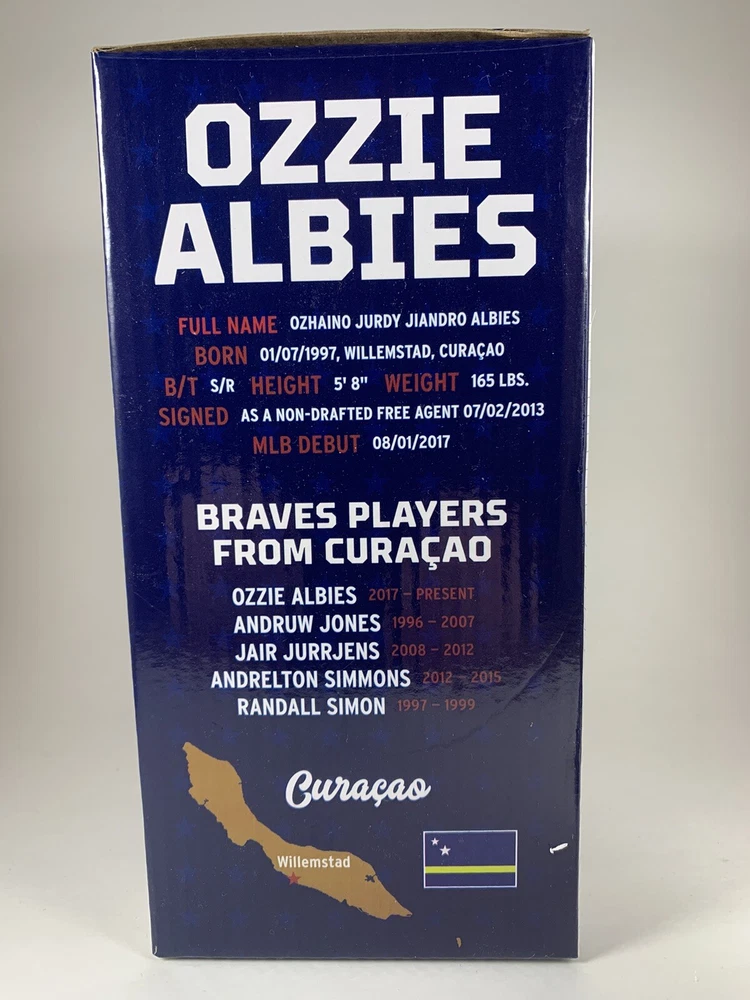 OZZIE
ALBIES
FULL NAME OZHAINO JURDY JIANDRO ALBIES
BORN 01/07/1997, WILLEMSTAD, CURAÇAO
B/T S/R HEIGHT 5' 8" WEIGHT 165 LBS.
SIGNED AS A NON-DRAFTED FREE AGENT 07/02/2013
MLB DEBUT 08/01/2017
BRAVES PLAYERS
FROM CURAÇAO
OZZIE ALBIES 2017 – PRESENT
ANDRUW JONES 1996 – 2007
JAIR JURRJENS 2008 – 2012
ANDRELTON SIMMONS 2012 – 2015
RANDALL SIMON 1997 – 1999
Curaçao
Willemstad